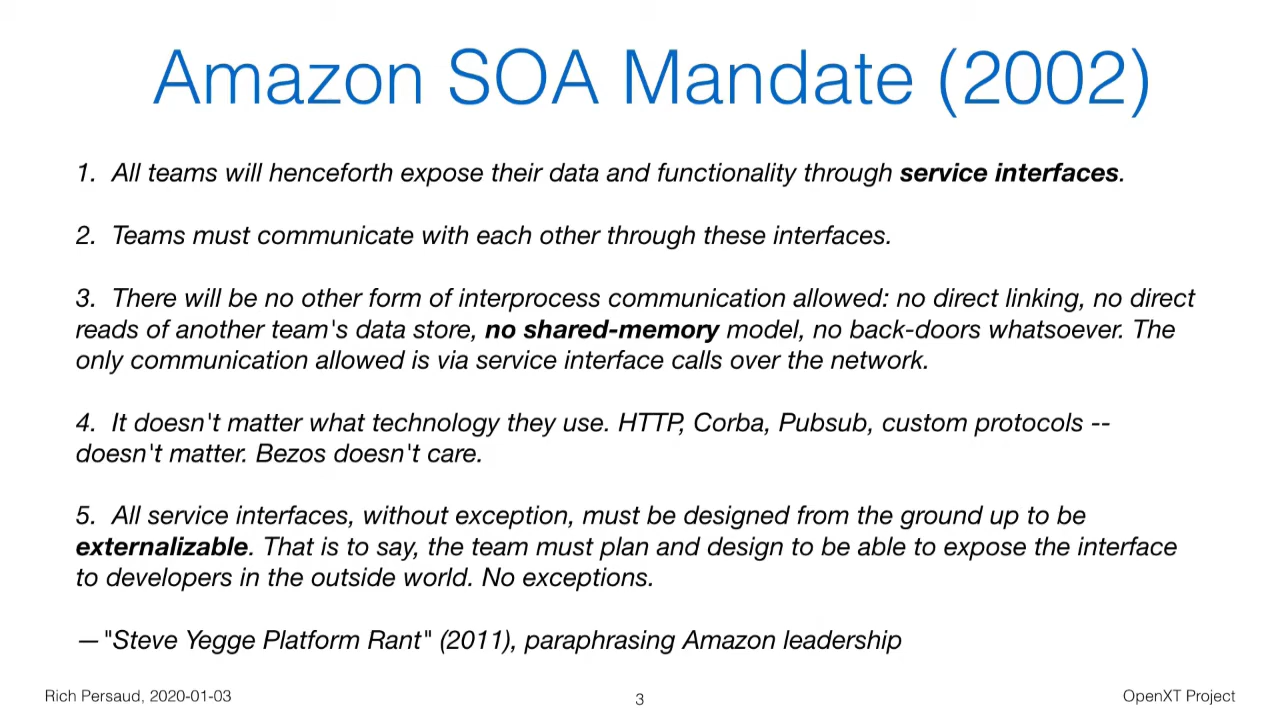 Amazon SOA Mandate (2002)
1. All teams will henceforth expose their data and functionality through service interfaces.
2. Teams must communicate with each other through these interfaces.
3. There will be no other form of interprocess communication allowed: no direct linking, no direct
reads of another team's data store, no shared-memory model, no back-doors whatsoever. The
only communication allowed is via service interface calls over the network.
4. It doesn't matter what technology they use. HTTP, Corba, Pubsub, custom protocols --
doesn't matter. Bezos doesn't care.
5. All service interfaces, without exception, must be designed from the ground up to be
externalizable. That is to say, the team must plan and design to be able to expose the interface
to developers in the outside world. No exceptions.
—"Steve Yegge Platform Rant" (2011), paraphrasing Amazon leadership
Rich Persaud, 2020-01-03
3
OpenXT Project